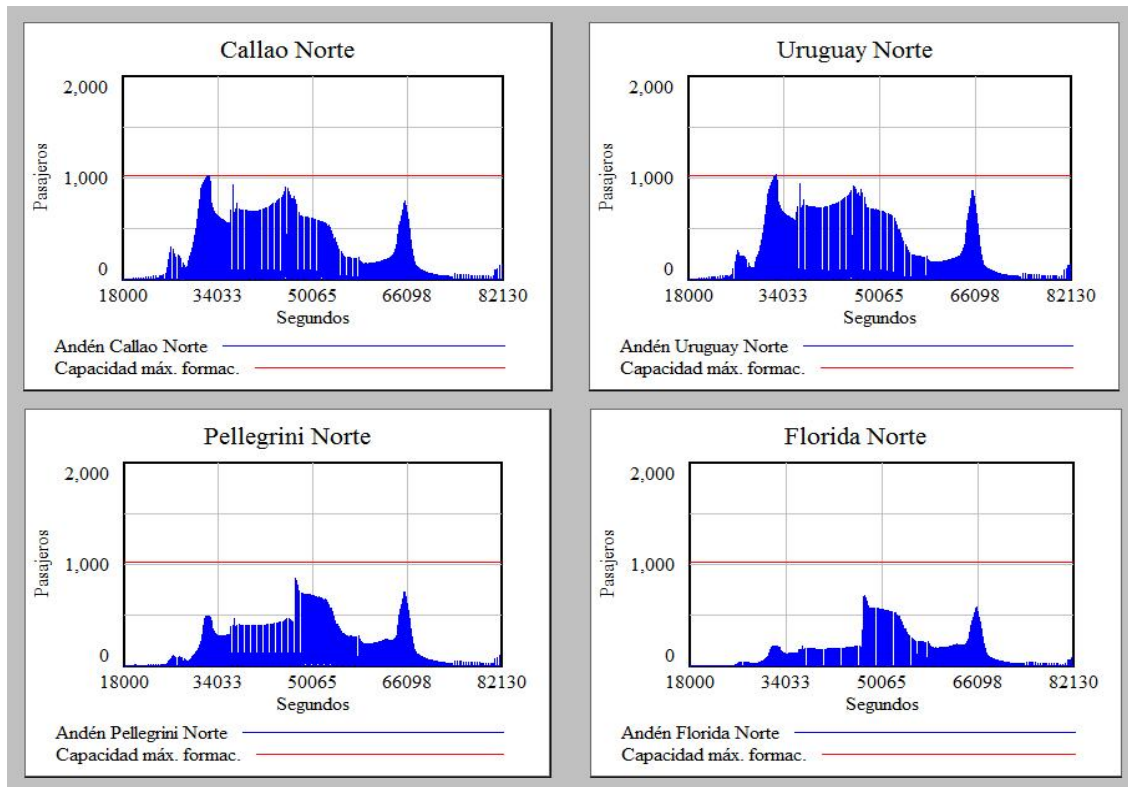 Callao Norte
2,000
1,000
0
Pasajeros
18000 34033 50065 66098 82130
Segundos
Andén Callao Norte
Capacidad máx. formac.
Uruguay Norte
2,000
1,000
0
Pasajeros
18000 34033 50065 66098 82130
Segundos
Andén Uruguay Norte
Capacidad máx. formac.
Pellegrini Norte
2,000
1,000
0
Pasajeros
18000 34033 50065 66098 82130
Segundos
Andén Pellegrini Norte
Capacidad máx. formac.
Florida Norte
2,000
1,000
0
Pasajeros
18000 34033 50065 66098 82130
Segundos
Andén Florida Norte
Capacidad máx. formac.